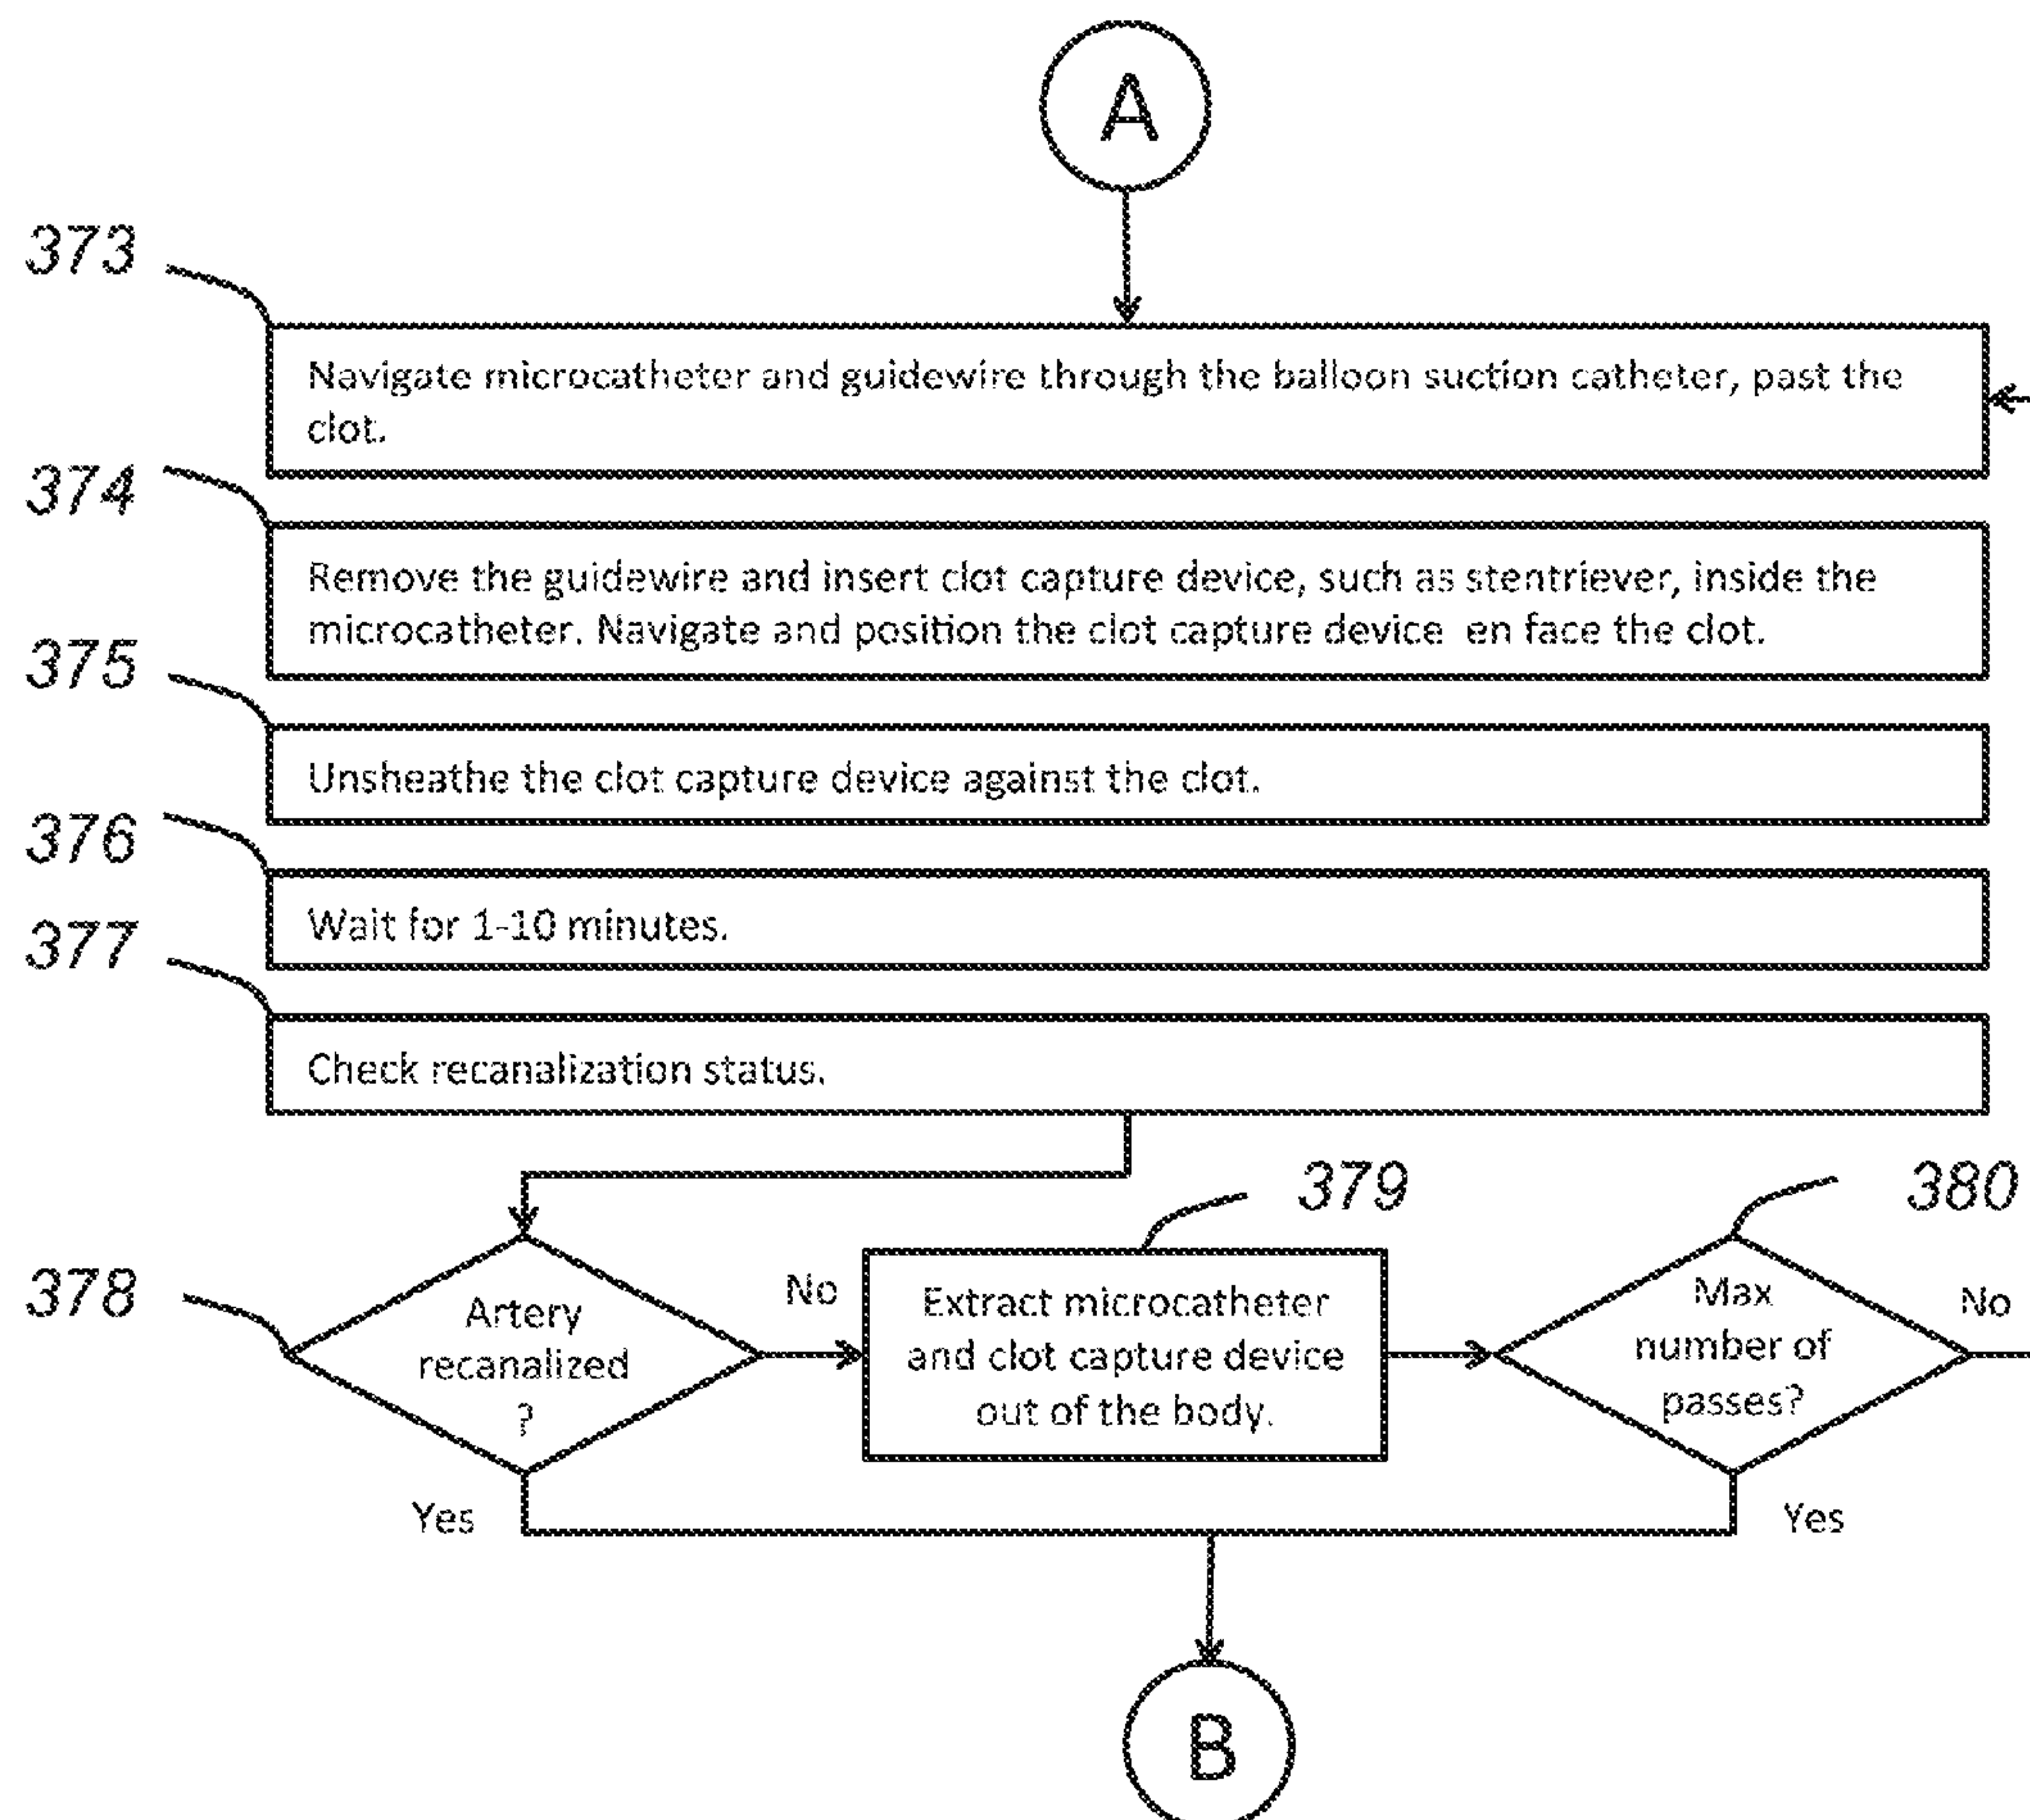 A
373
Navigate microcatheter and guidewire through the balloon suction catheter, past the
clot.
374
Remove the guidewire and insert clot capture device, such as stentriever, inside the
microcatheter. Navigate and position the clot capture device en face the clot.
375
Unsheathe the clot capture device against the clot.
376
Wait for 1-10 minutes.
377
Check recanalization status.
378
Artery
recanalized
?
No
Yes
379
Extract microcatheter
and clot capture device
out of the body.
380
Max
number of
passes?
No
Yes
B